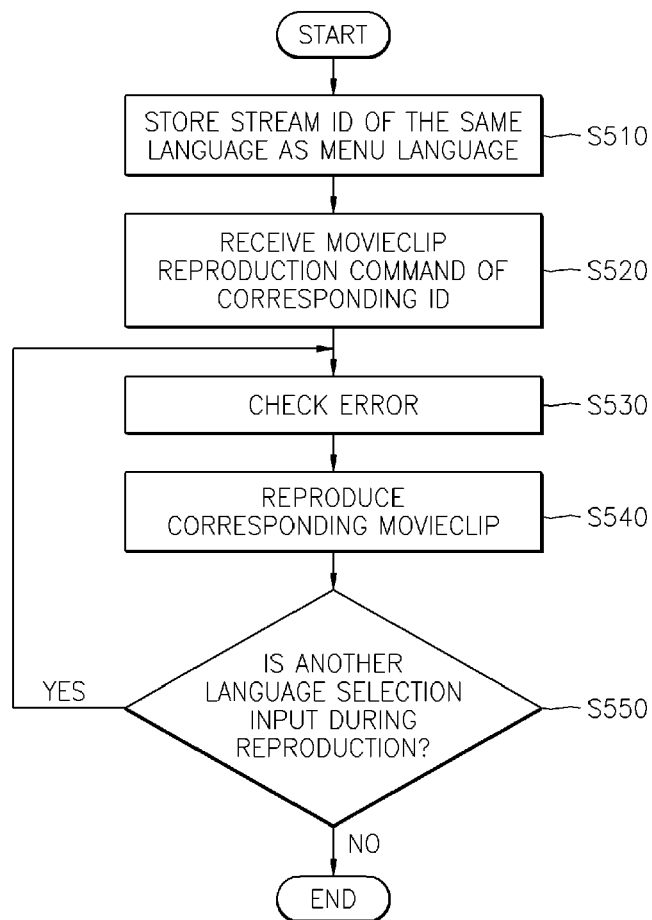 START
STORE STREAM ID OF THE SAME
LANGUAGE AS MENU LANGUAGE
S510
RECEIVE MOVIECLIP
REPRODUCTION COMMAND OF
CORRESPONDING ID
S520
CHECK ERROR
S530
REPRODUCE
CORRESPONDING MOVIECLIP
S540
IS ANOTHER
LANGUAGE SELECTION
INPUT DURING
REPRODUCTION?
YES
S550
NO
END